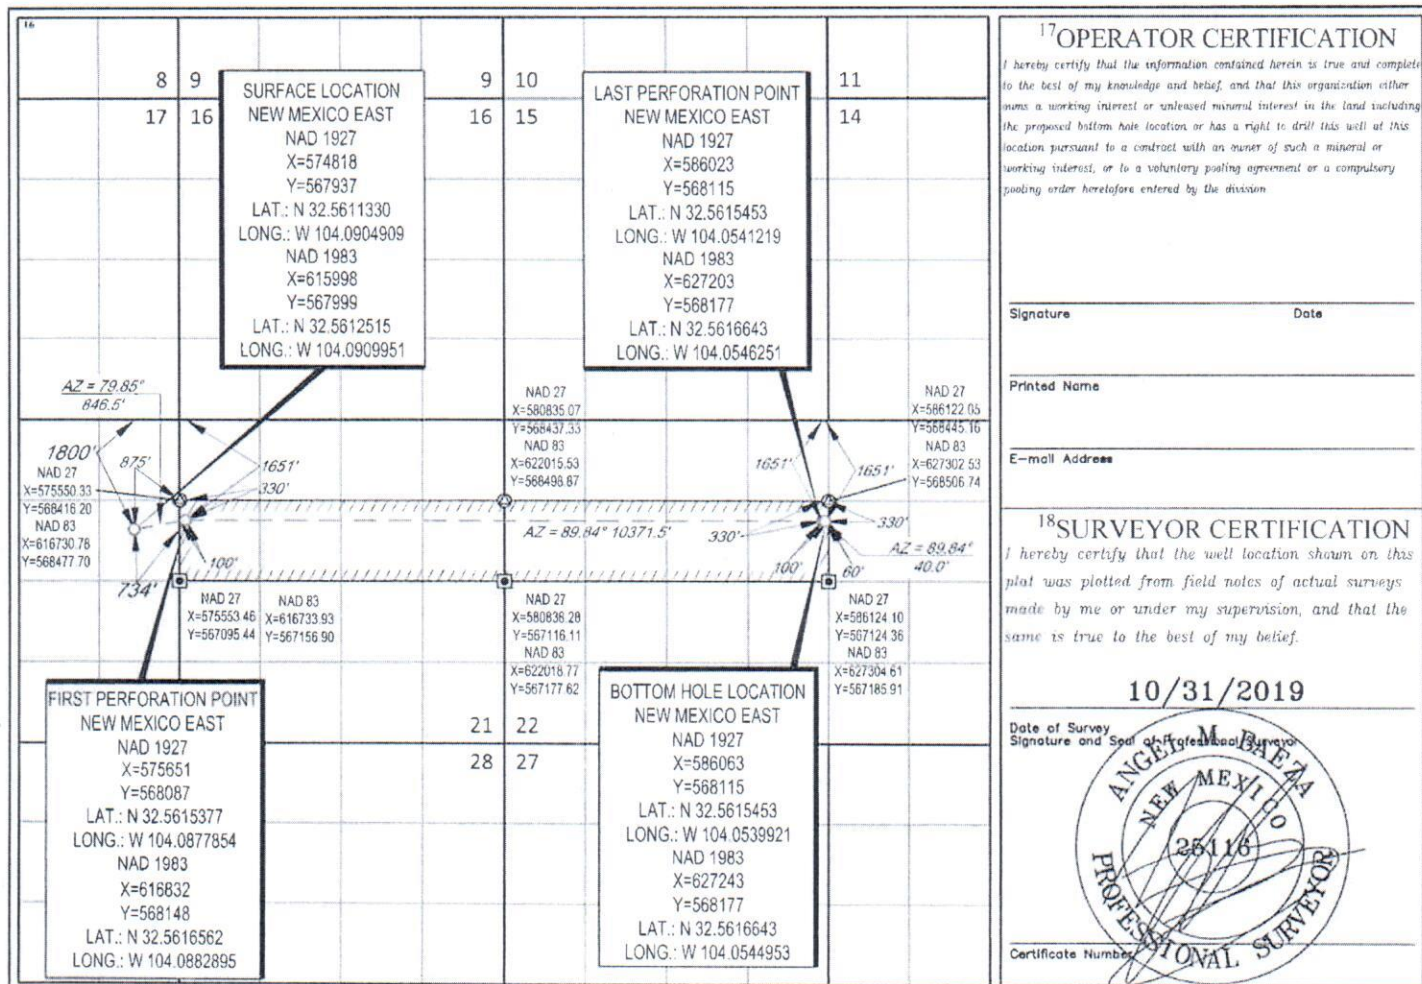 16
8 9
17 16
9 10
16 15
11
14
21 22
28 27
SURFACE LOCATION
NEW MEXICO EAST
NAD 1927
X=574818
Y=567937
LAT.: N 32.5611330
LONG.: W 104.0904909
NAD 1983
X=615998
Y=567999
LAT.: N 32.5612515
LONG.: W 104.0909951
LAST PERFORATION POINT
NEW MEXICO EAST
NAD 1927
X=586023
Y=568115
LAT.: N 32.5615453
LONG.: W 104.0541219
NAD 1983
X=627203
Y=568177
LAT.: N 32.5616643
LONG.: W 104.0546251
AZ = 79.85°
846.5'
1800'
875'
1651'
330'
NAD 27
X=575550.33
Y=568416.20
NAD 83
X=616730.78
Y=568477.70
734'
100'
NAD 27
X=580835.07
Y=568437.33
NAD 83
X=622015.53
Y=568498.87
AZ = 89.84° 10371.5'
NAD 27
X=586122.05
Y=568445.16
NAD 83
X=627302.53
Y=568506.74
1651'
1651'
330'
330'
100'
60'
AZ = 89.84°
40.0'
NAD 27
X=575553.46
Y=567095.44
NAD 83
X=616733.93
Y=567156.90
NAD 27
X=580838.28
Y=567116.11
NAD 83
X=622018.77
Y=567177.62
NAD 27
X=586124.10
Y=567124.36
NAD 83
X=627304.61
Y=567185.91
FIRST PERFORATION POINT
NEW MEXICO EAST
NAD 1927
X=575651
Y=568087
LAT.: N 32.5615377
LONG.: W 104.0877854
NAD 1983
X=616832
Y=568148
LAT.: N 32.5616562
LONG.: W 104.0882895
BOTTOM HOLE LOCATION
NEW MEXICO EAST
NAD 1927
X=586063
Y=568115
LAT.: N 32.5615453
LONG.: W 104.0539921
NAD 1983
X=627243
Y=568177
LAT.: N 32.5616643
LONG.: W 104.0544953
17OPERATOR CERTIFICATION
I hereby certify that the information contained herein is true and complete
to the best of my knowledge and belief, and that this organization either
owns a working interest or unleased mineral interest in the land including
the proposed bottom hole location or has a right to drill this well at this
location pursuant to a contract with an owner of such a mineral or
working interest, or to a voluntary pooling agreement or a compulsory
pooling order heretofore entered by the division
Signature Date
Printed Name
E-mail Address
18SURVEYOR CERTIFICATION
I hereby certify that the well location shown on this
plat was plotted from field notes of actual surveys
made by me or under my supervision, and that the
same is true to the best of my belief.
10/31/2019
Date of Survey
Signature and Seal of Professional Surveyor
ANGEL M. BAEZA
NEW MEXICO
25116
PROFESSIONAL SURVEYOR
Certificate Number